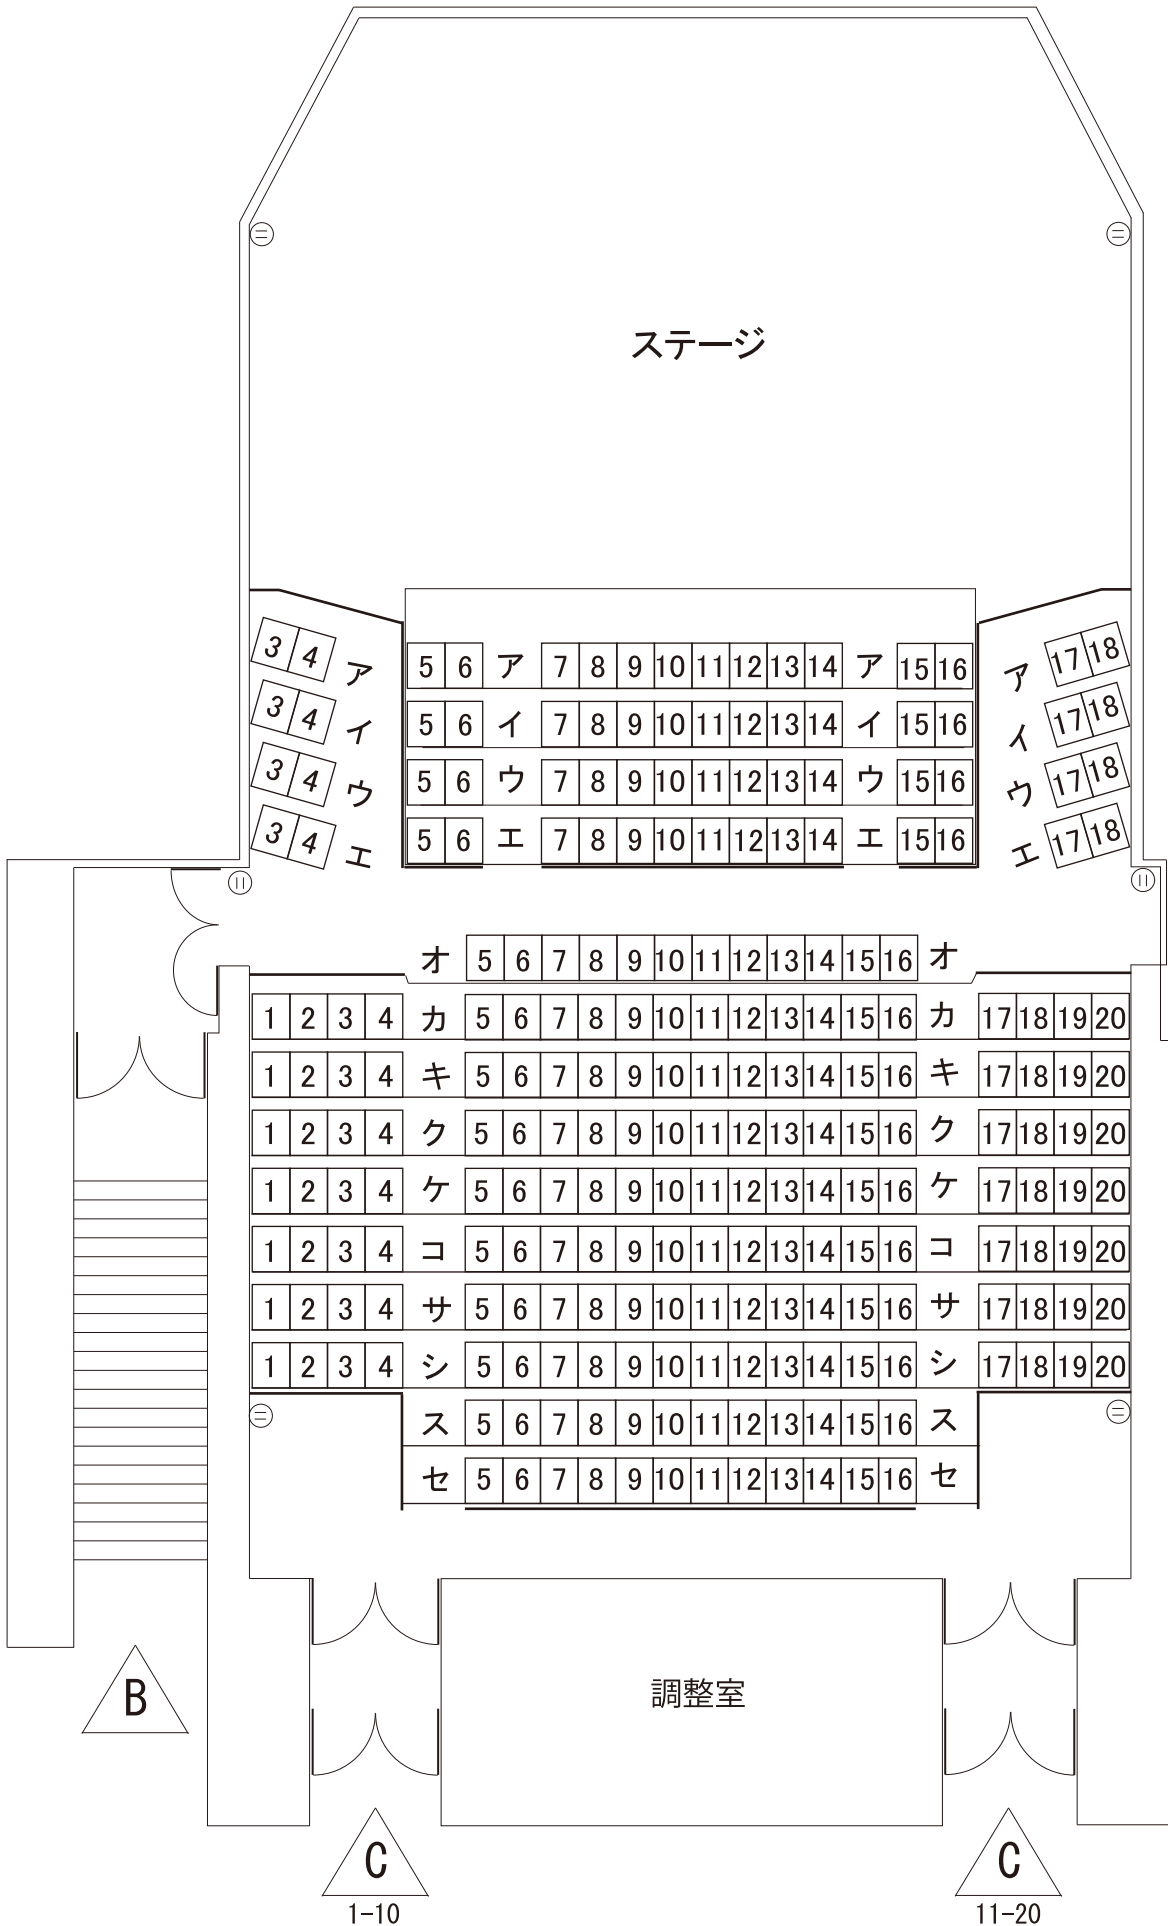 ステージ
3 4 ア 5 6 ア 7 8 9 10 11 12 13 14 ア 15 16 ア 17 18
3 4 イ 5 6 イ 7 8 9 10 11 12 13 14 イ 15 16 イ 17 18
3 4 ウ 5 6 ウ 7 8 9 10 11 12 13 14 ウ 15 16 ウ 17 18
3 4 エ 5 6 エ 7 8 9 10 11 12 13 14 エ 15 16 エ 17 18
オ 5 6 7 8 9 10 11 12 13 14 15 16 オ
1 2 3 4 カ 5 6 7 8 9 10 11 12 13 14 15 16 カ 17 18 19 20
1 2 3 4 キ 5 6 7 8 9 10 11 12 13 14 15 16 キ 17 18 19 20
1 2 3 4 ク 5 6 7 8 9 10 11 12 13 14 15 16 ク 17 18 19 20
1 2 3 4 ケ 5 6 7 8 9 10 11 12 13 14 15 16 ケ 17 18 19 20
1 2 3 4 コ 5 6 7 8 9 10 11 12 13 14 15 16 コ 17 18 19 20
1 2 3 4 サ 5 6 7 8 9 10 11 12 13 14 15 16 サ 17 18 19 20
1 2 3 4 シ 5 6 7 8 9 10 11 12 13 14 15 16 シ 17 18 19 20
ス 5 6 7 8 9 10 11 12 13 14 15 16 ス
セ 5 6 7 8 9 10 11 12 13 14 15 16 セ
B 調整室
C C
1-10 11-20